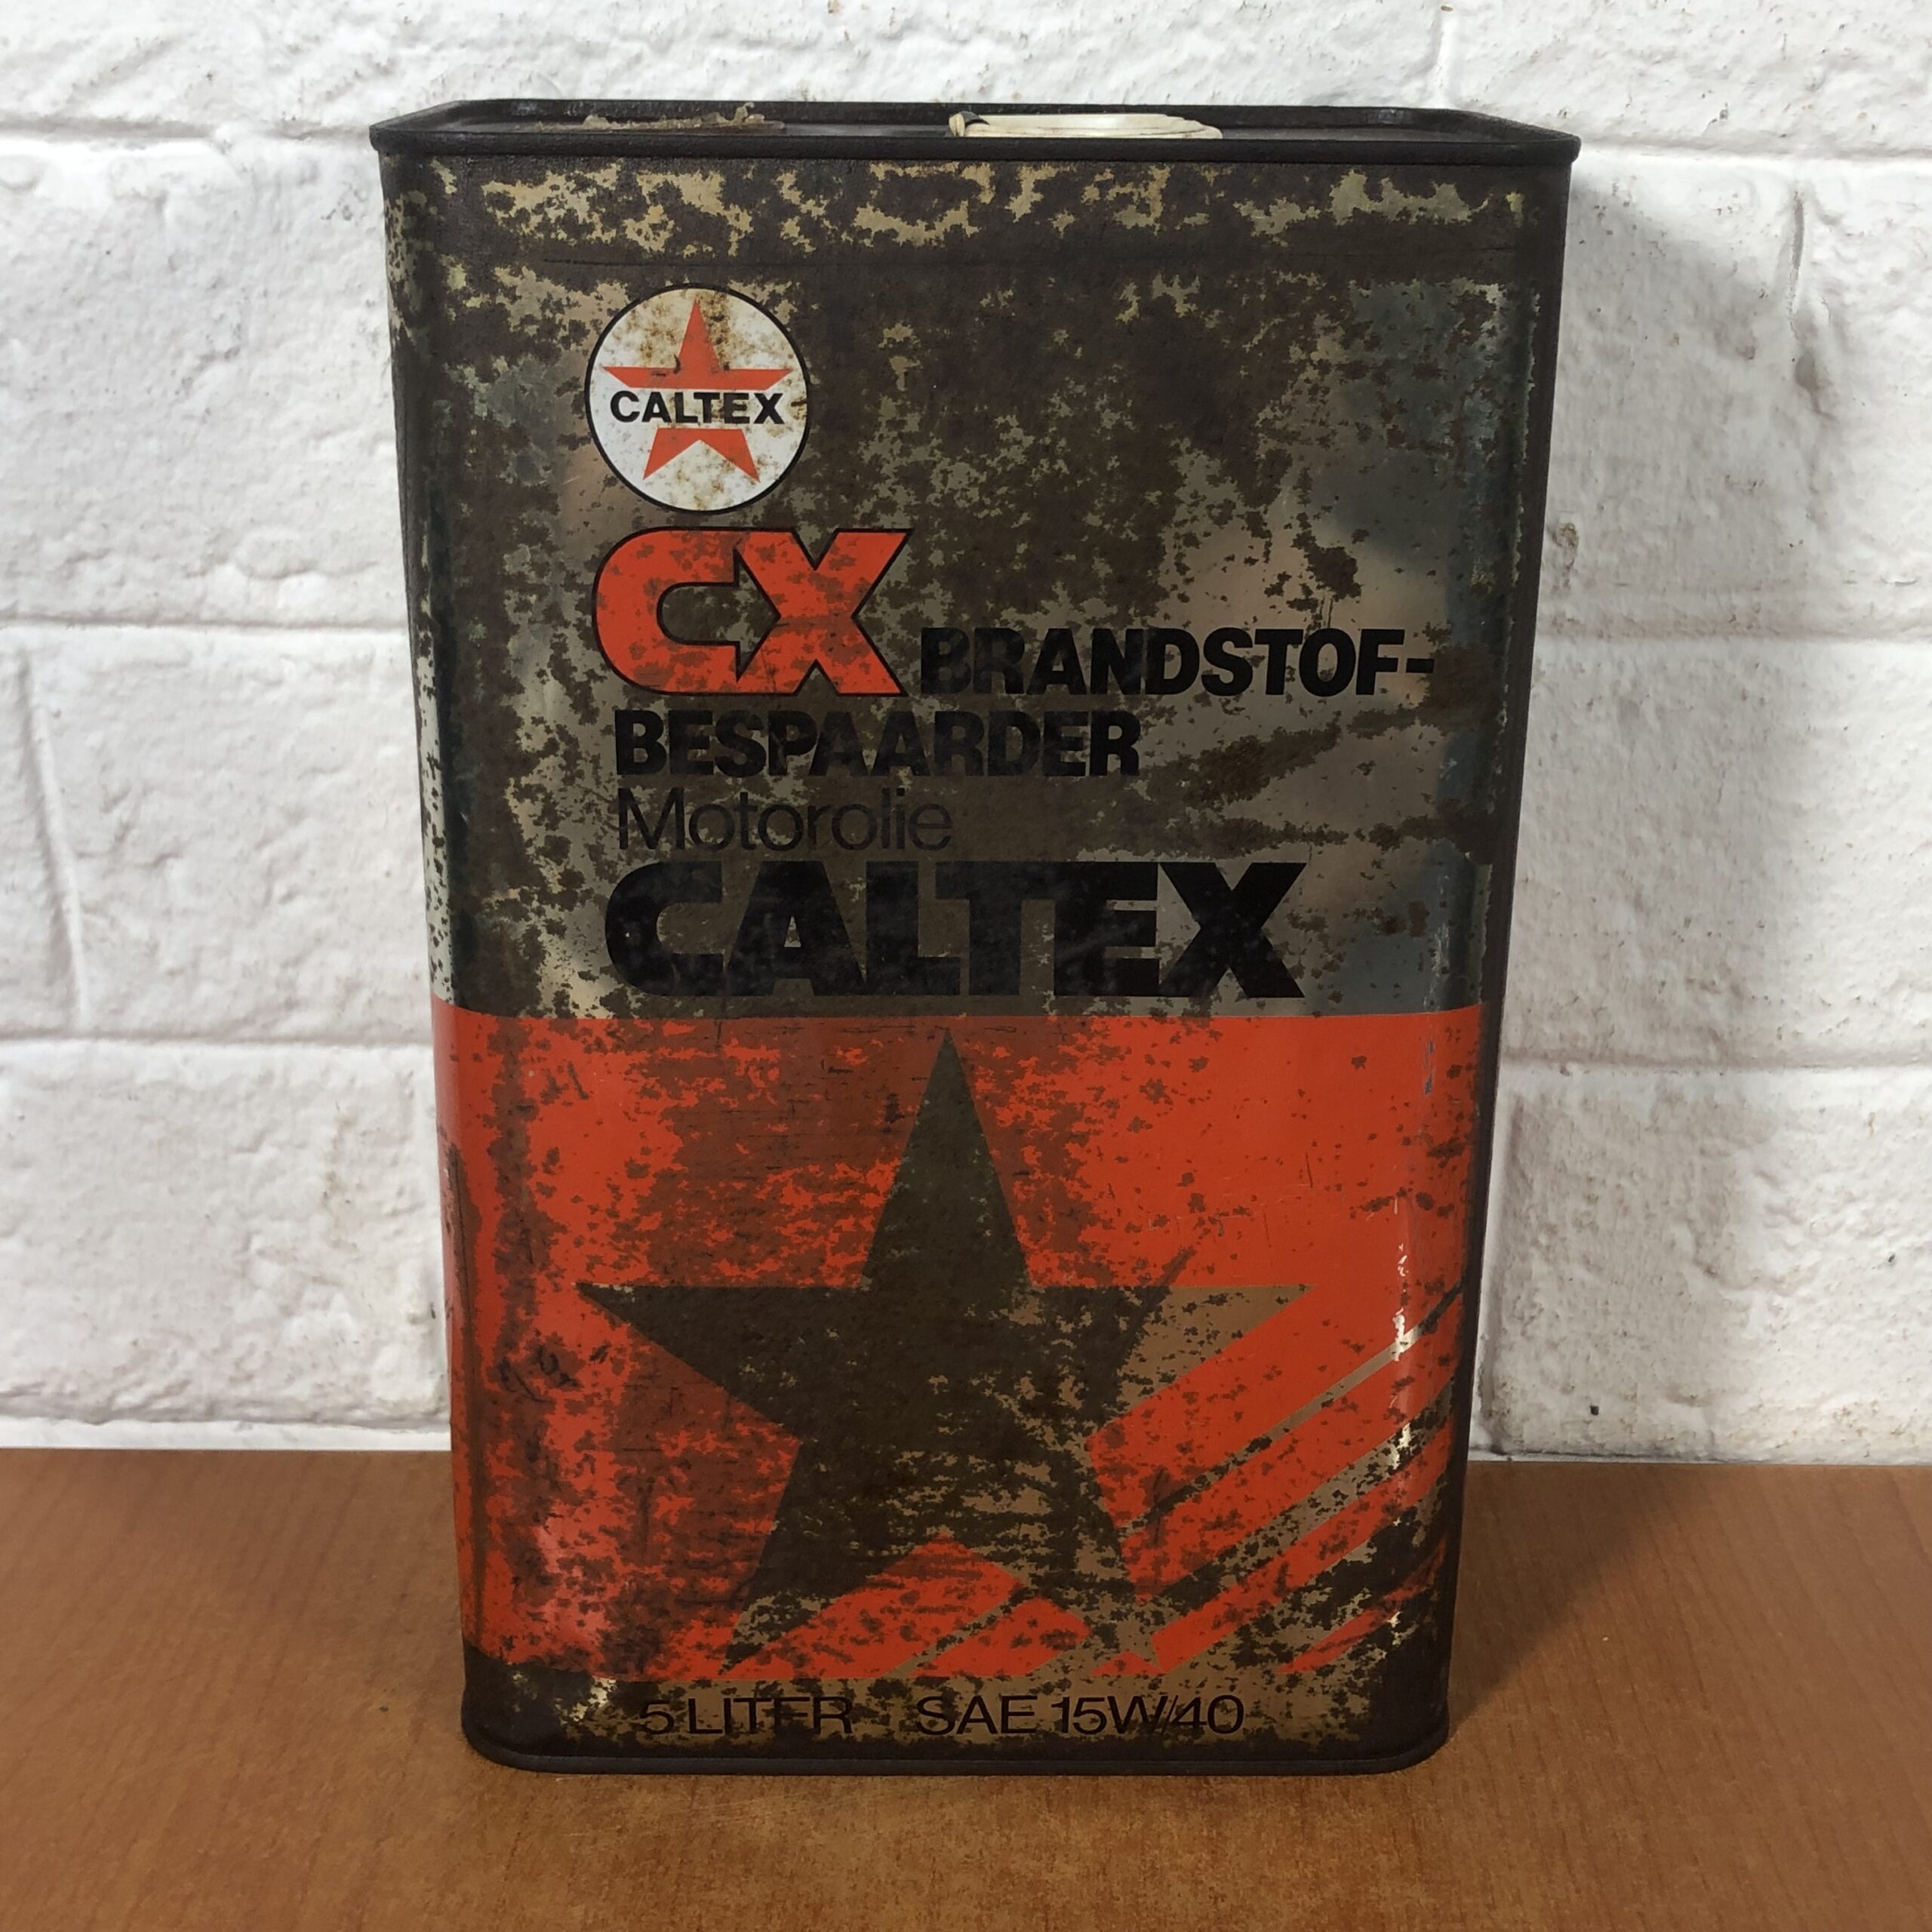 CALTEX
CX BRANDSTOF-
BESPAARDER
Motorolie
CALTEX
5 LITER SAE 15W/40